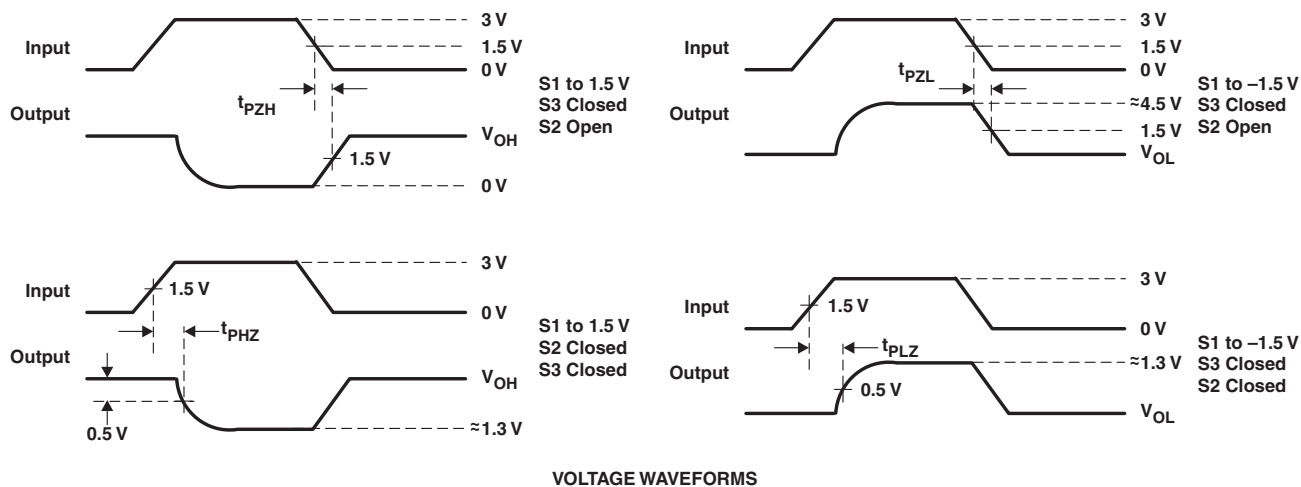 Input
3 V
1.5 V
0 V
Output
tPZH
VOH
1.5 V
0 V
S1 to 1.5 V
S3 Closed
S2 Open
Input
3 V
1.5 V
0 V
Output
tPZL
≈4.5 V
1.5 V
VOL
S1 to –1.5 V
S3 Closed
S2 Open
Input
3 V
1.5 V
0 V
Output
tPHZ
VOH
0.5 V
≈1.3 V
S1 to 1.5 V
S2 Closed
S3 Closed
Input
3 V
1.5 V
0 V
Output
tPLZ
≈1.3 V
0.5 V
VOL
S1 to –1.5 V
S3 Closed
S2 Closed
VOLTAGE WAVEFORMS